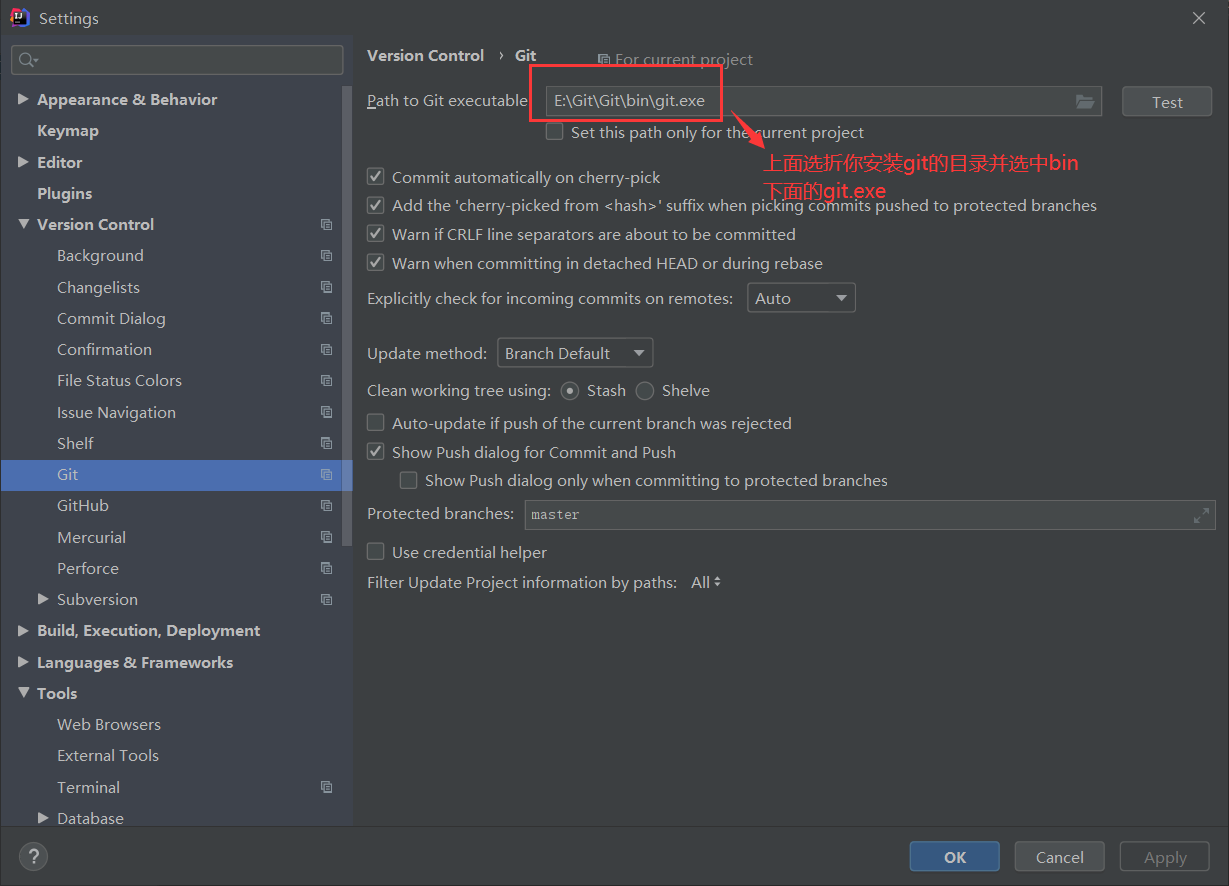 Settings
Version Control › Git
For current project
Appearance & Behavior
Keymap
Editor
Plugins
Version Control
Background
Changelists
Commit Dialog
Confirmation
File Status Colors
Issue Navigation
Shelf
Git
GitHub
Mercurial
Perforce
Subversion
Build, Execution, Deployment
Languages & Frameworks
Tools
Web Browsers
External Tools
Terminal
Database
Path to Git executable
E:\Git\Git\bin\git.exe
Test
Set this path only for the current project
上面选折你安装git的目录并选中bin
下面的git.exe
Commit automatically on cherry-pick
Add the 'cherry-picked from <hash>' suffix when picking commits pushed to protected branches
Warn if CRLF line separators are about to be committed
Warn when committing in detached HEAD or during rebase
Explicitly check for incoming commits on remotes: Auto
Update method: Branch Default
Clean working tree using: Stash Shelve
Auto-update if push of the current branch was rejected
Show Push dialog for Commit and Push
Show Push dialog only when committing to protected branches
Protected branches: master
Use credential helper
Filter Update Project information by paths: All
?
OK
Cancel
Apply